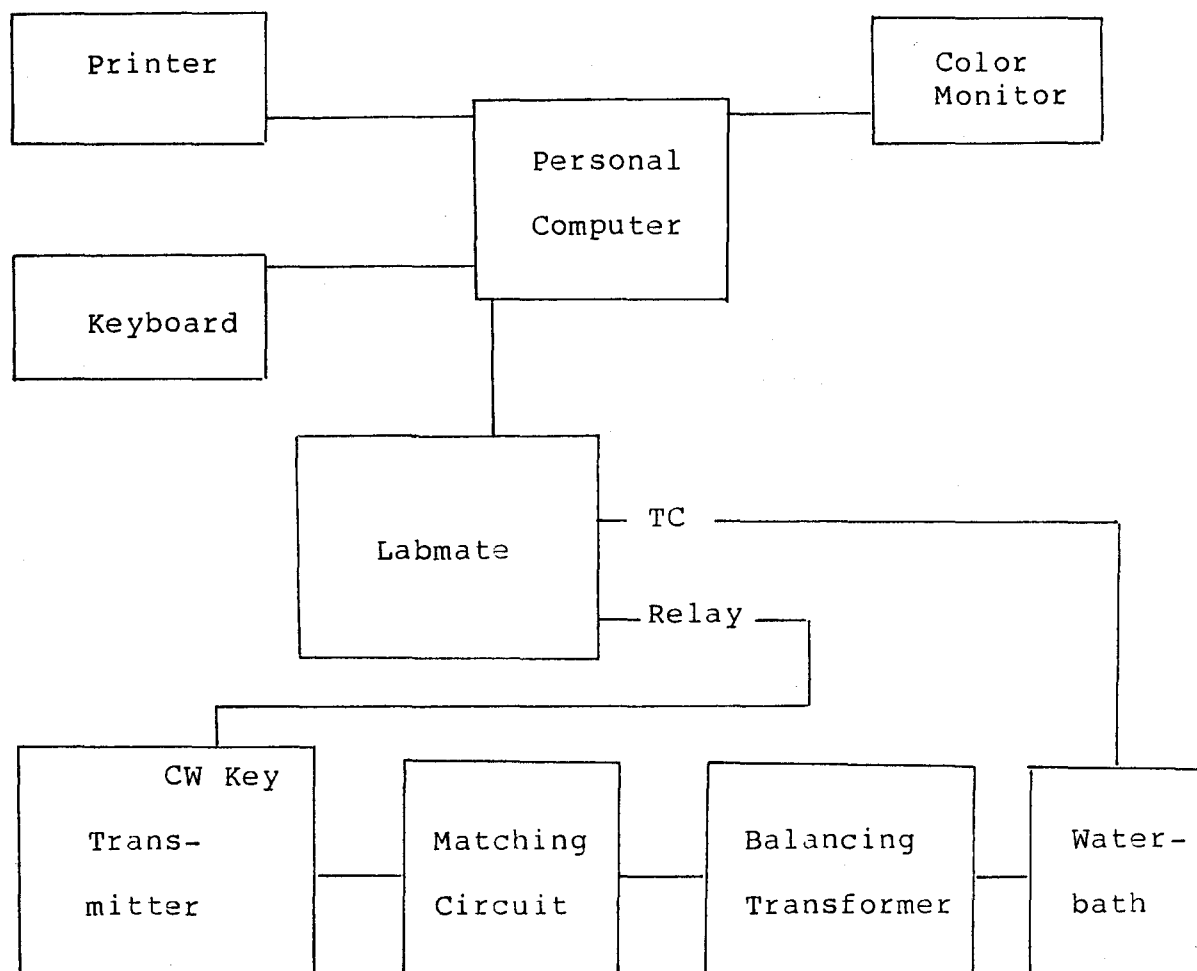 Printer
Color
Monitor
Personal
Computer
Keyboard
Labmate
TC
Relay
CW Key
Trans-
mitter
Matching
Circuit
Balancing
Transformer
Water-
bath